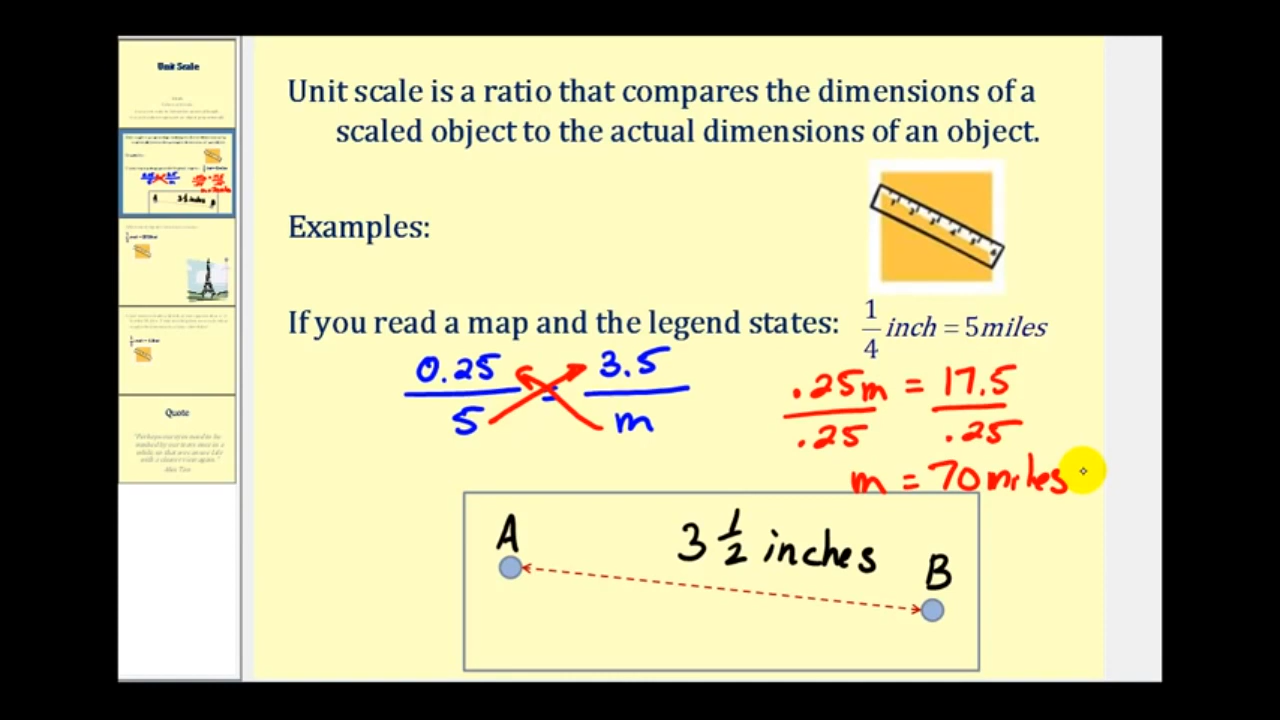 Unit Scale
Unit scale is a ratio that compares the dimensions of a
scaled object to the actual dimensions of an object.
Examples:
If you read a map and the legend states: 1/4 inch = 5 miles
0.25/5 = 3.5/m
.25m/.25 = 17.5/.25
m = 70 miles
A 3 1/2 inches B
Quote